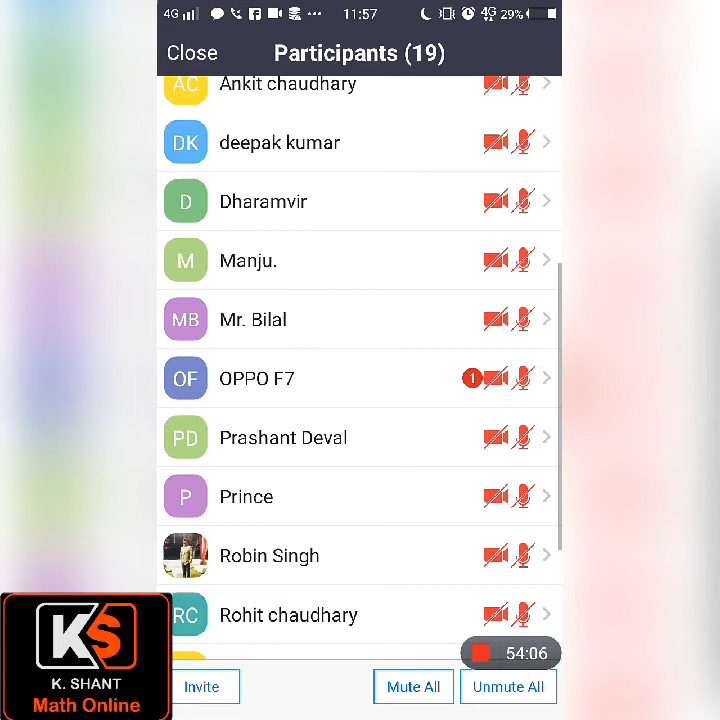 4G 11:57 4G 29%
Close Participants (19)
AC Ankit chaudhary
DK deepak kumar
D Dharamvir
M Manju.
MB Mr. Bilal
OF OPPO F7 1
PD Prashant Deval
P Prince
Robin Singh
RC Rohit chaudhary
54:06
Invite Mute All Unmute All
KS
K. SHANT
Math Online